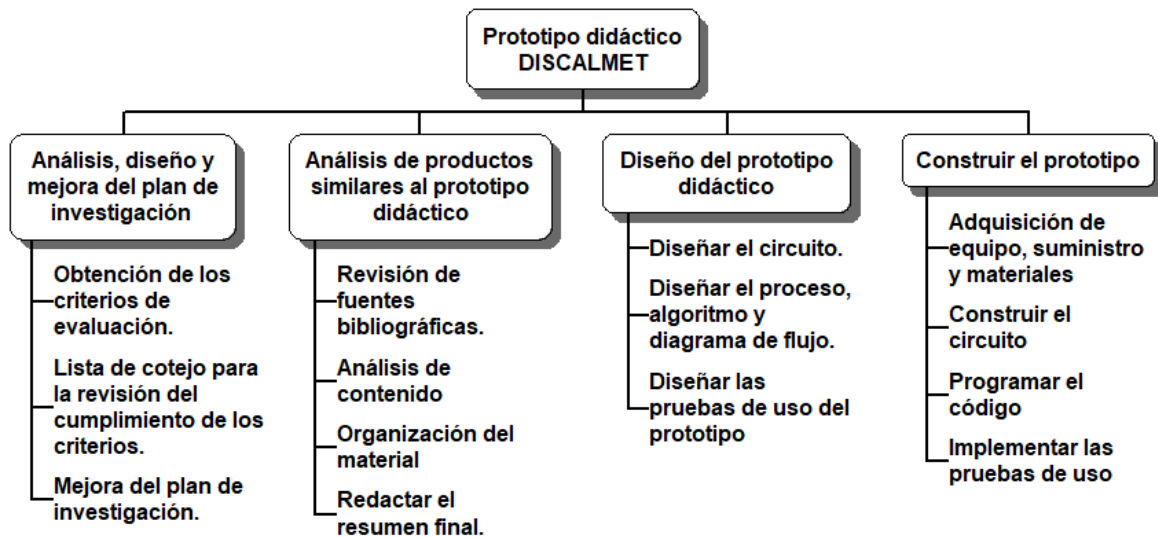 Prototipo didáctico
DISCALMET
Análisis, diseño y
mejora del plan de
investigación
Obtención de los
criterios de
evaluación.
Lista de cotejo para
la revisión del
cumplimiento de los
criterios.
Mejora del plan de
investigación.
Análisis de productos
similares al prototipo
didáctico
Revisión de
fuentes
bibliográficas.
Análisis de
contenido
Organización del
material
Redactar el
resumen final.
Diseño del prototipo
didáctico
Diseñar el circuito.
Diseñar el proceso,
algoritmo y
diagrama de flujo.
Diseñar las
pruebas de uso del
prototipo
Construir el prototipo
Adquisición de
equipo, suministro
y materiales
Construir el
circuito
Programar el
código
Implementar las
pruebas de uso